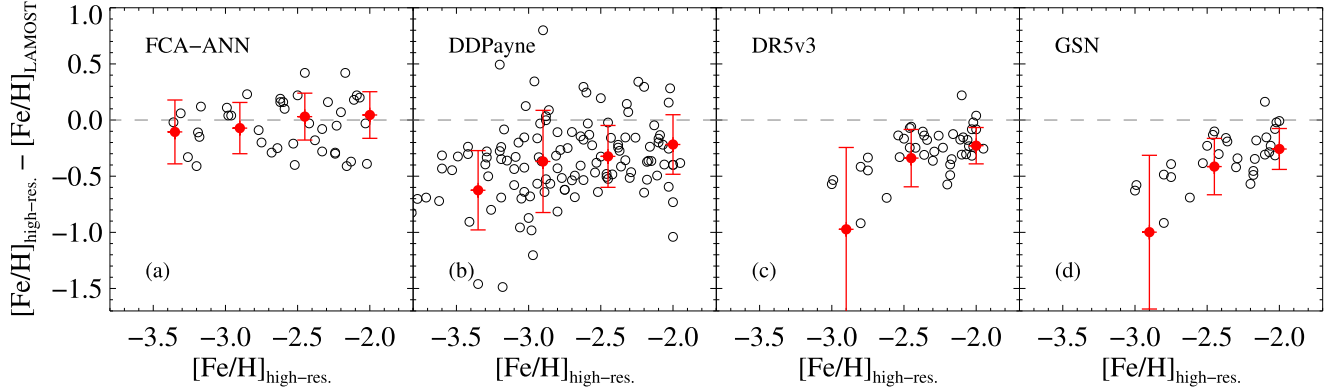 [Fe/H]high−res. − [Fe/H]LAMOST
1.0
0.5
0.0
−0.5
−1.0
−1.5
FCA−ANN
(a)
DDPayne
(b)
DR5v3
(c)
GSN
(d)
−3.5 −3.0 −2.5 −2.0
−3.5 −3.0 −2.5 −2.0
−3.5 −3.0 −2.5 −2.0
−3.5 −3.0 −2.5 −2.0
[Fe/H]high−res.
[Fe/H]high−res.
[Fe/H]high−res.
[Fe/H]high−res.